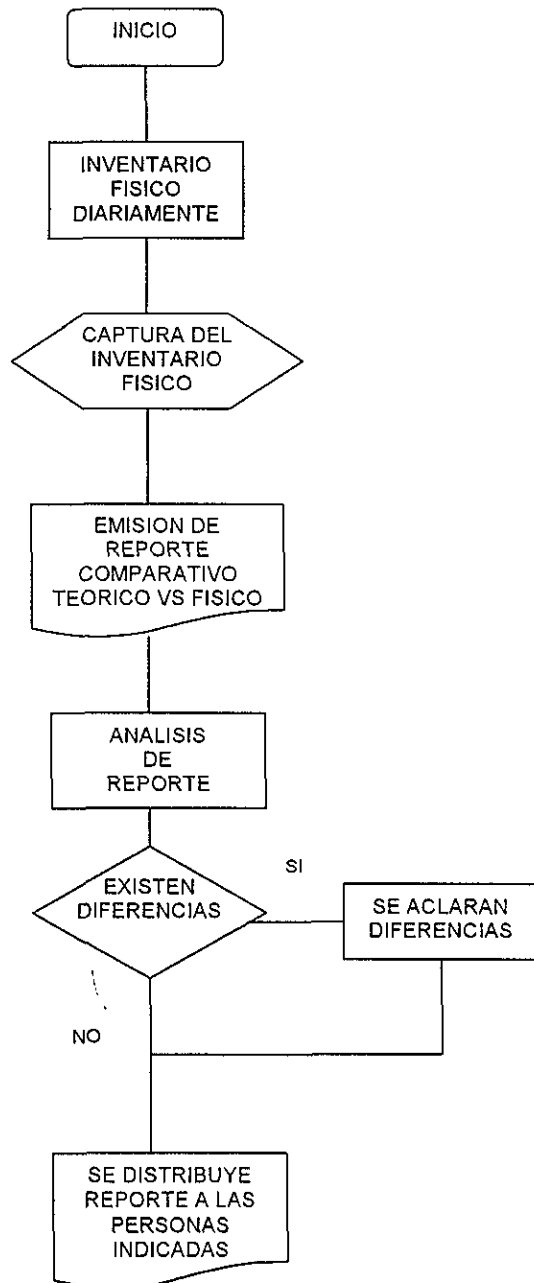 INICIO
INVENTARIO
FISICO
DIARIAMENTE
CAPTURA DEL
INVENTARIO
FISICO
EMISION DE
REPORTE
COMPARATIVO
TEORICO VS FISICO
ANALISIS
DE
REPORTE
EXISTEN
DIFERENCIAS
SI
SE ACLARAN
DIFERENCIAS
NO
SE DISTRIBUYE
REPORTE A LAS
PERSONAS
INDICADAS